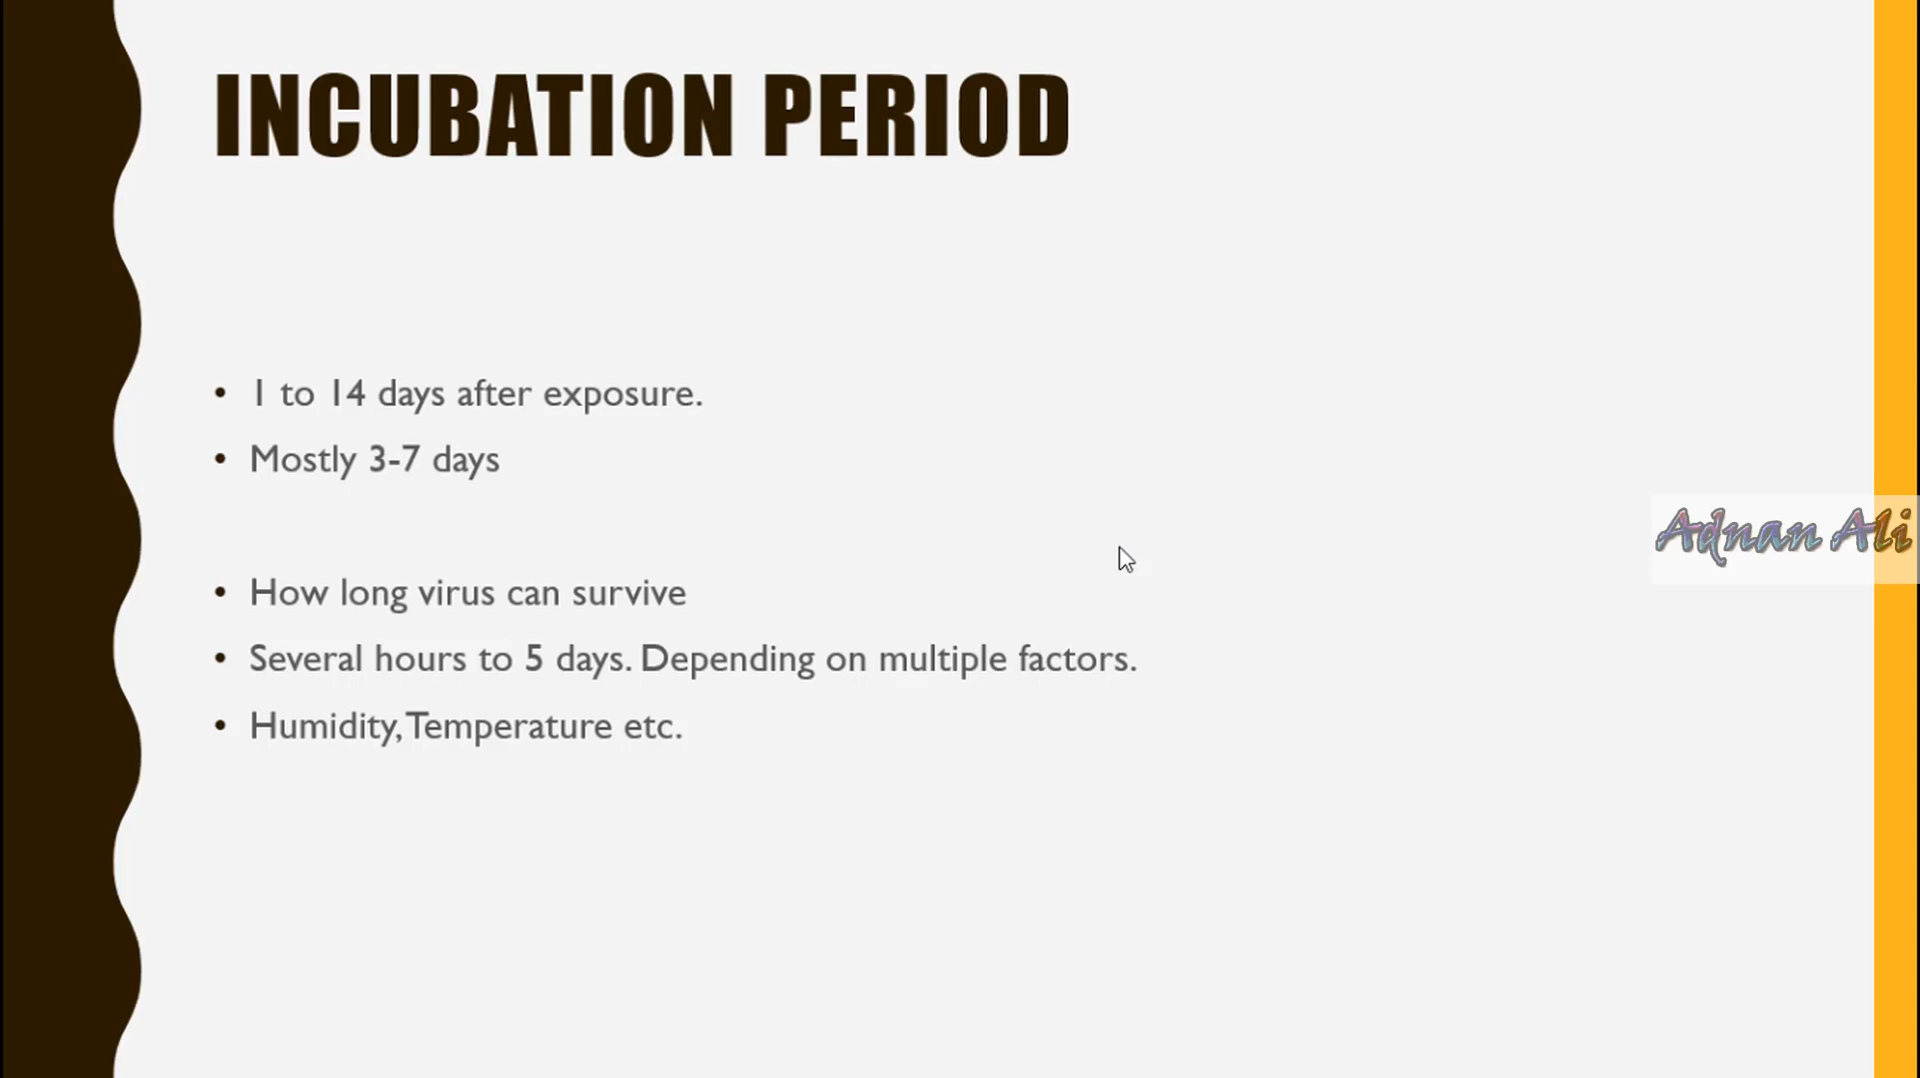 INCUBATION PERIOD
1 to 14 days after exposure.
Mostly 3-7 days
Adnan Ali
How long virus can survive
Several hours to 5 days. Depending on multiple factors.
Humidity, Temperature etc.